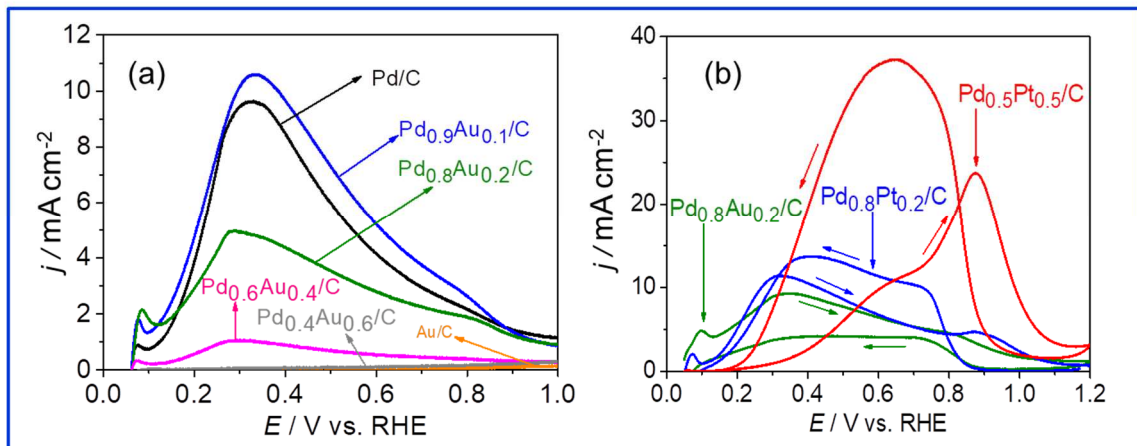 (a)
Pd/C
Pd0.9Au0.1/C
Pd0.8Au0.2/C
Pd0.6Au0.4/C
Pd0.4Au0.6/C
Au/C
j / mA cm-2
12
10
8
6
4
2
0
0.0 0.2 0.4 0.6 0.8 1.0
E / V vs. RHE
(b)
Pd0.5Pt0.5/C
Pd0.8Pt0.2/C
Pd0.8Au0.2/C
j / mA cm-2
40
30
20
10
0
0.0 0.2 0.4 0.6 0.8 1.0 1.2
E / V vs. RHE